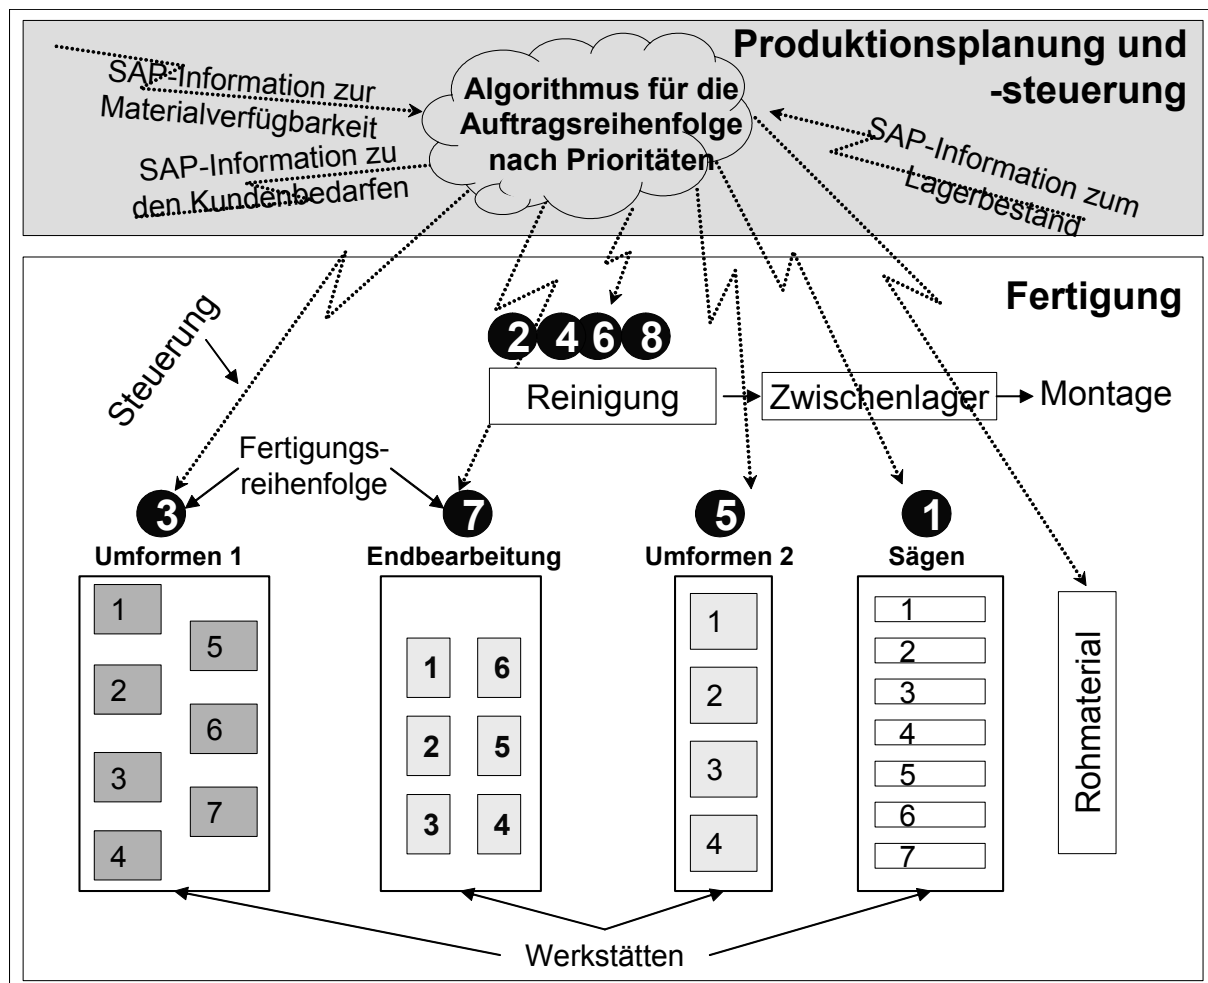 Produktionsplanung und
-steuerung
SAP-Information zur
Materialverfügbarkeit
SAP-Information zu
den Kundenbedarfen
Algorithmus für die
Auftragsreihenfolge
nach Prioritäten
SAP-Information zum
Lagerbestand
Fertigung
Steuerung
2 4 6 8
Reinigung
Zwischenlager
Montage
Fertigungs-
reihenfolge
3
Umformen 1
1
2
3
4
5
6
7
7
Endbearbeitung
1 6
2 5
3 4
5
Umformen 2
1
2
3
4
1
Sägen
1
2
3
4
5
6
7
Rohmaterial
Werkstätten